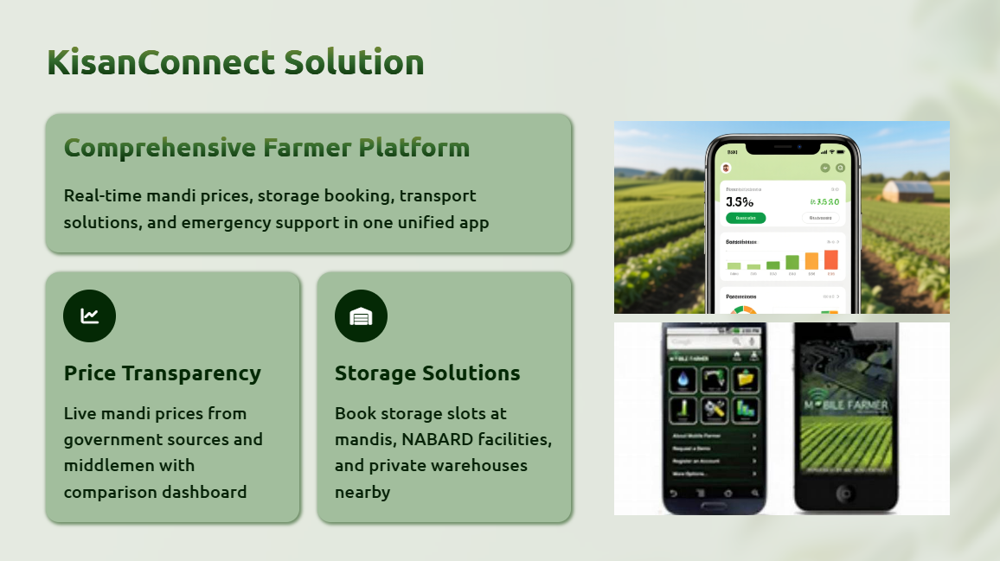 KisanConnect Solution
Comprehensive Farmer Platform
Real-time mandi prices, storage booking, transport
solutions, and emergency support in one unified app
Price Transparency
Live mandi prices from
government sources and
middlemen with
comparison dashboard
Storage Solutions
Book storage slots at
mandis, NABARD facilities,
and private warehouses
nearby
3.5%
Google
MOBILE FARMER
About Mobile Farmer
Request a Demo
Register an Account
More Options...
MOBILE FARMER